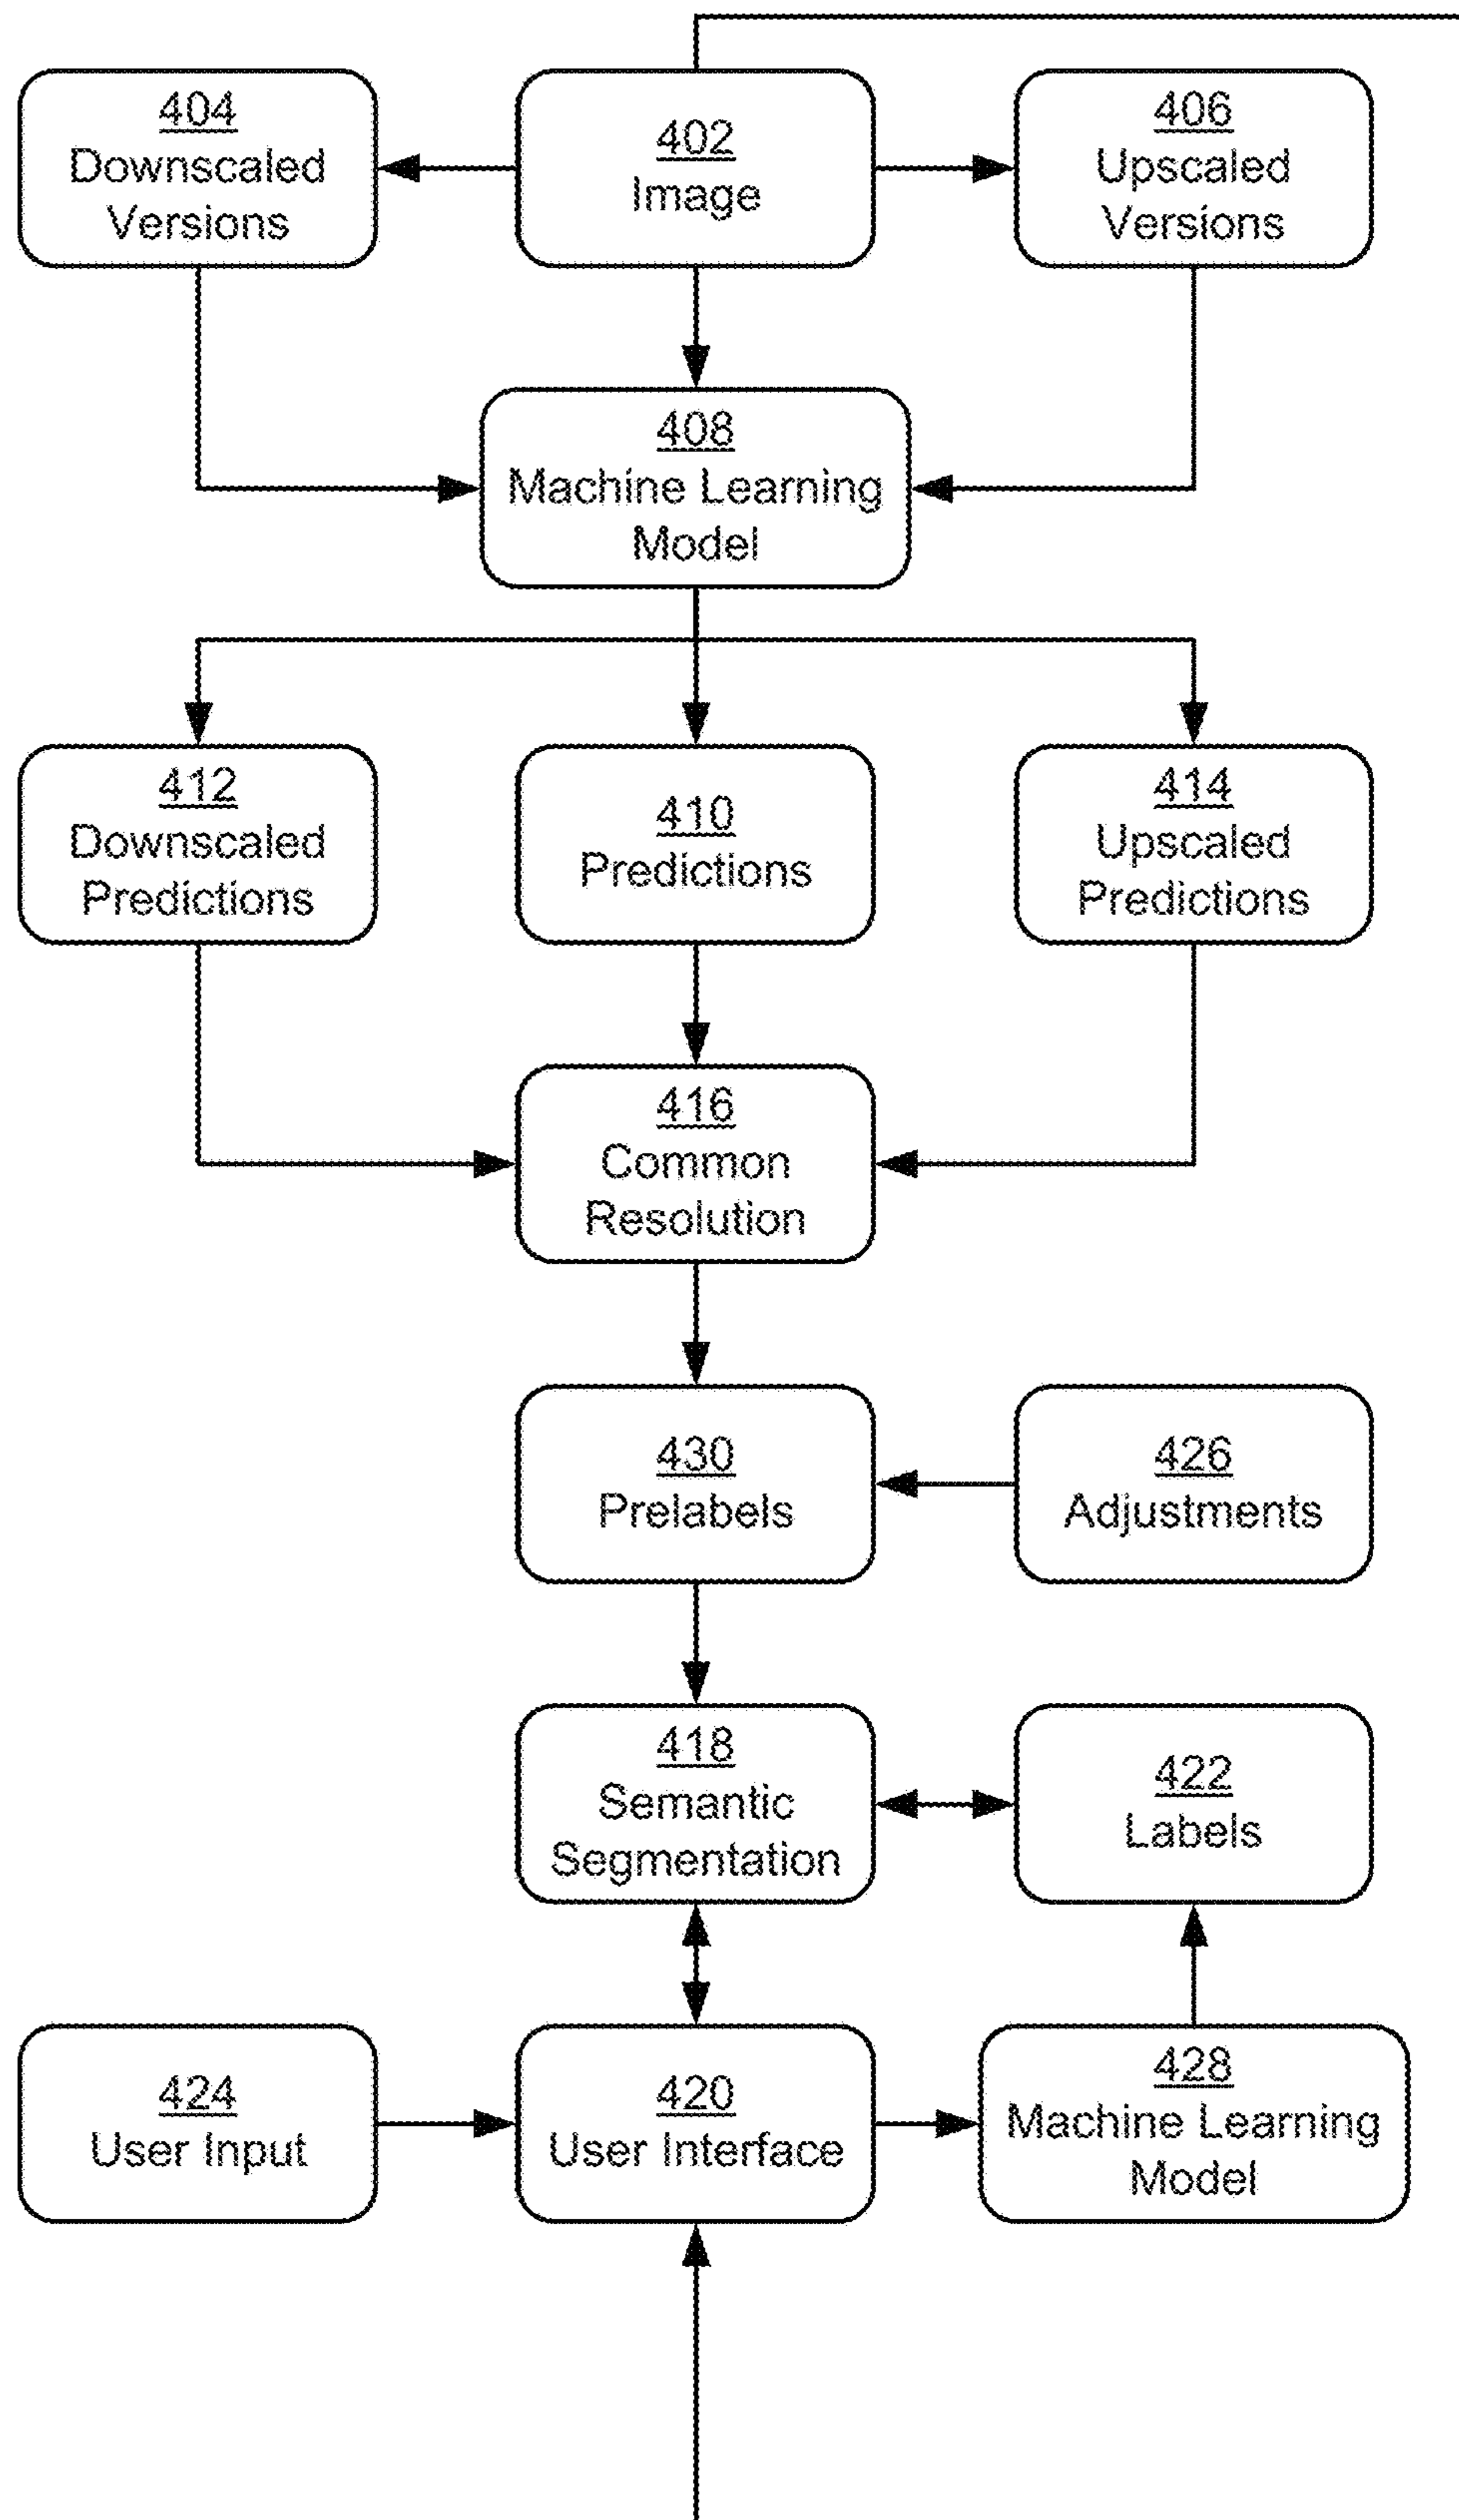 404
Downscaled
Versions
402
Image
406
Upscaled
Versions
408
Machine Learning
Model
412
Downscaled
Predictions
410
Predictions
414
Upscaled
Predictions
416
Common
Resolution
430
Prelabels
426
Adjustments
418
Semantic
Segmentation
422
Labels
424
User Input
420
User Interface
428
Machine Learning
Model